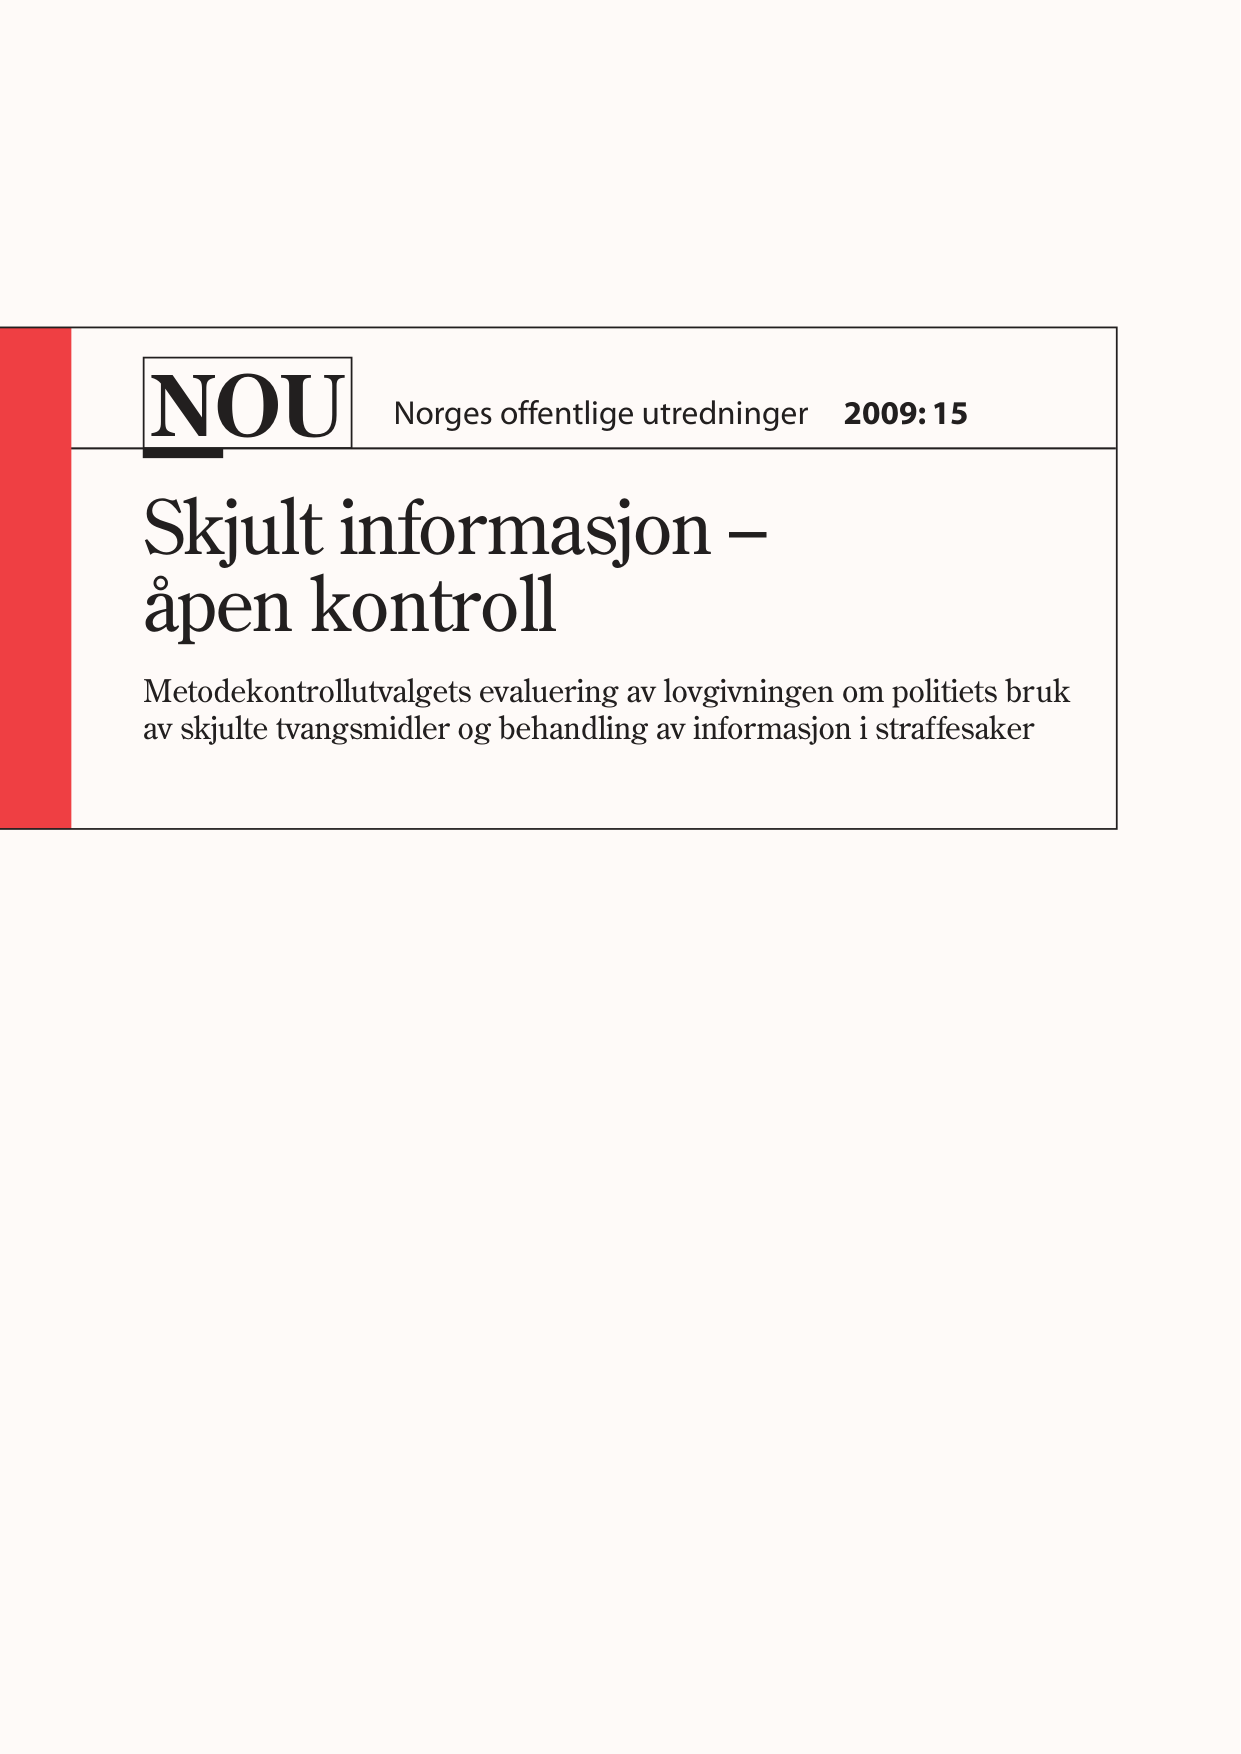 NOU Norges offentlige utredninger 2009: 15
Skjult informasjon –
åpen kontroll
Metodekontrollutvalgets evaluering av lovgivningen om politiets bruk
av skjulte tvangsmidler og behandling av informasjon i straffesaker